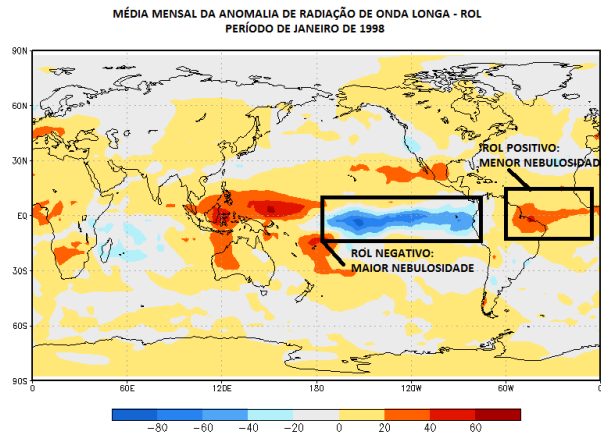 MÉDIA MENSAL DA ANOMALIA DE RADIAÇÃO DE ONDA LONGA - ROL
PERÍODO DE JANEIRO DE 1998
90N
60N
30N
EQ
30S
60S
90S
ROL POSITIVO:
MENOR NEBULOSIDADE
ROL NEGATIVO:
MAIOR NEBULOSIDADE
0 60E 120E 180 120W 60W 0
−80 −60 −40 −20 0 20 40 60